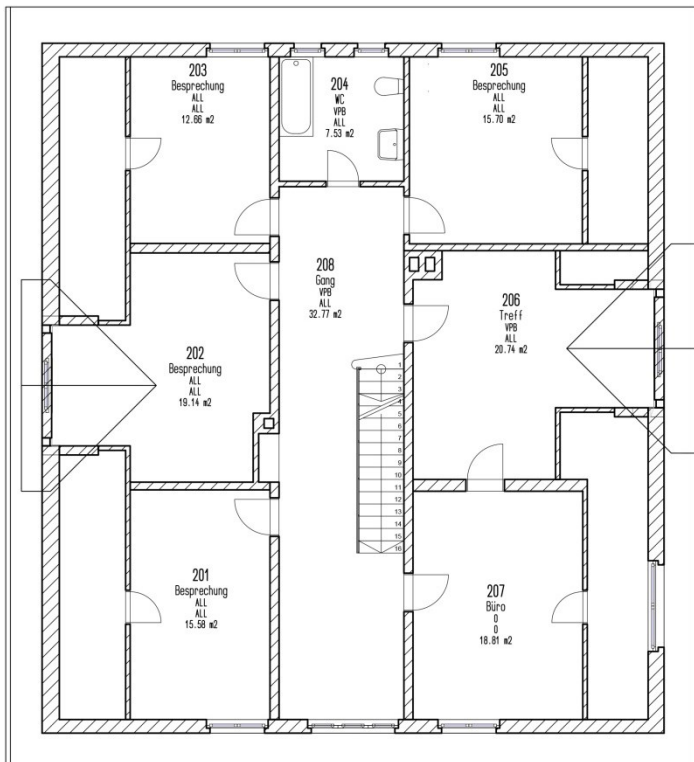 203
Besprechung
ALL
ALL
12.66 m2
204
WC
VPB
ALL
7.53 m2
205
Besprechung
ALL
ALL
15.70 m2
208
Gang
VPB
ALL
32.77 m2
206
Treff
VPB
ALL
20.74 m2
202
Besprechung
ALL
ALL
19.14 m2
1
2
3
4
5
6
7
8
9
10
11
12
13
14
15
16
201
Besprechung
ALL
ALL
15.58 m2
207
Büro
0
0
18.81 m2